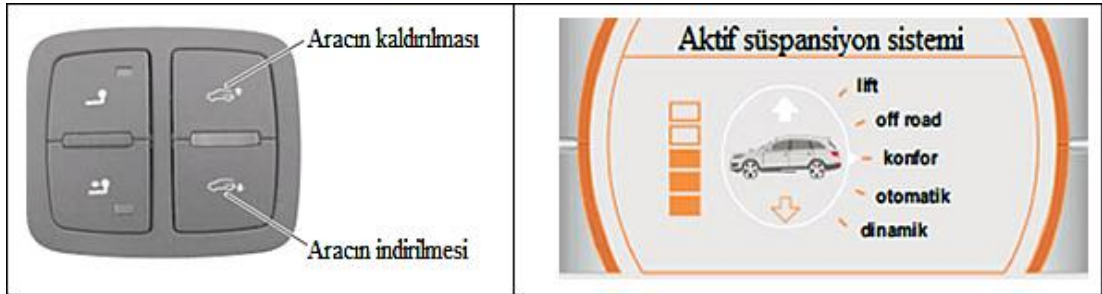 Aracın kaldırılması
Aracın indirilmesi
Aktif süspansiyon sistemi
lift
off road
konfor
otomatik
dinamik